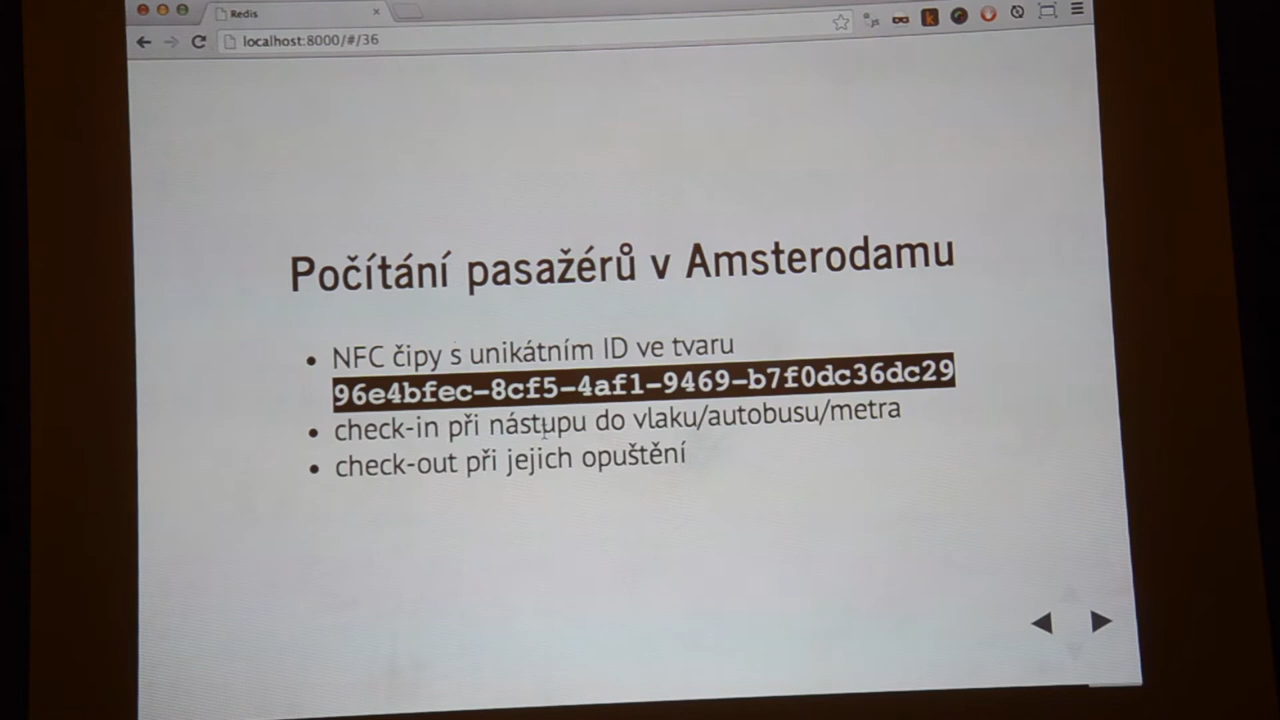 Redis
localhost:8000/#/36
Počítání pasažérů v Amsterodamu
• NFC čipy s unikátním ID ve tvaru
96e4bfec-8cf5-4af1-9469-b7f0dc36dc29
• check-in při nástupu do vlaku/autobusu/metra
• check-out při jejich opuštění